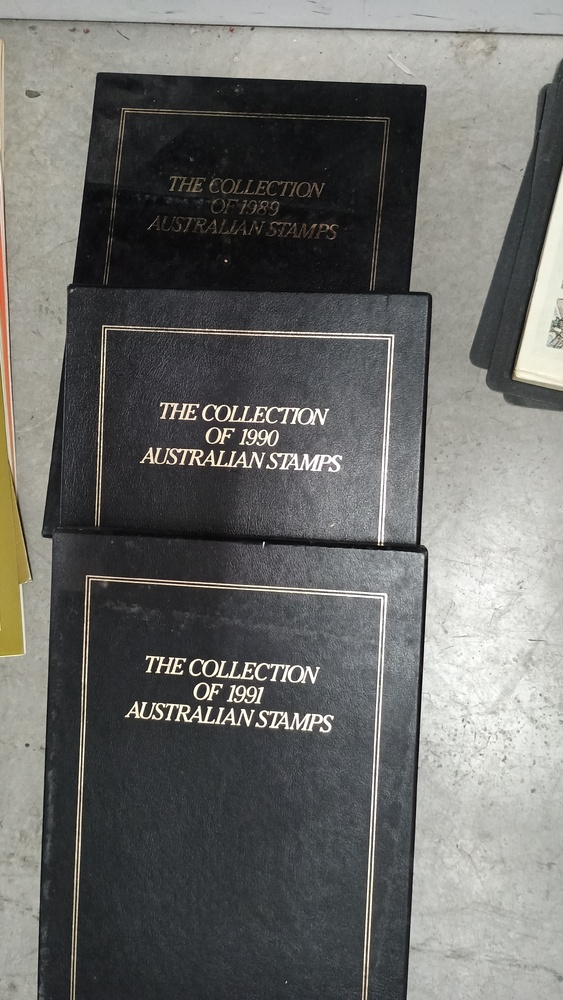 THE COLLECTION
OF 1989
AUSTRALIAN STAMPS
THE COLLECTION
OF 1990
AUSTRALIAN STAMPS
THE COLLECTION
OF 1991
AUSTRALIAN STAMPS